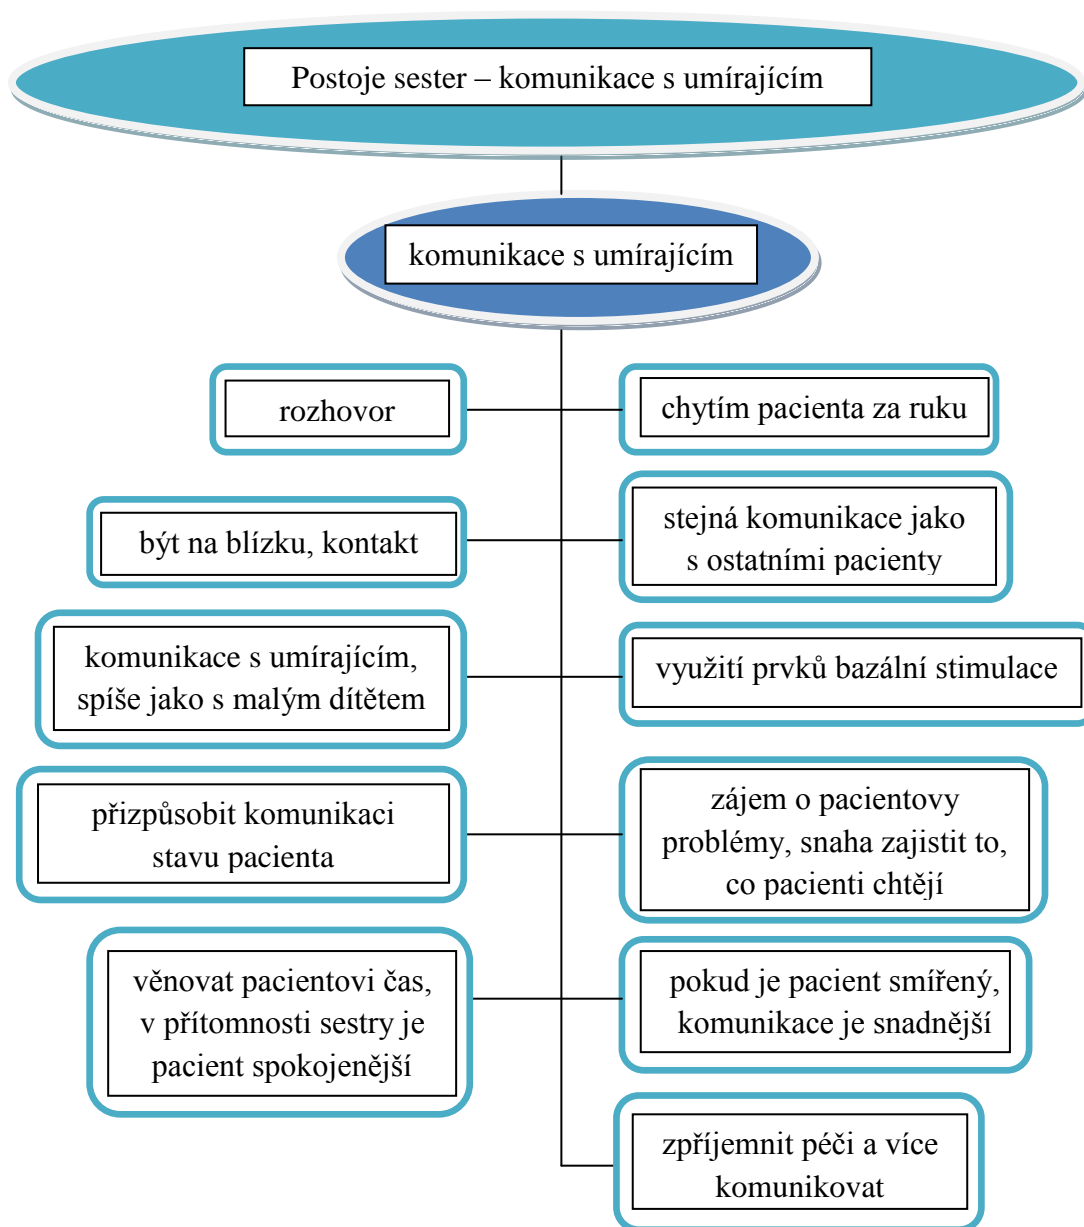 Postoje sester – komunikace s umírajícím
komunikace s umírajícím
rozhovor
chytím pacienta za ruku
být na blízku, kontakt
stejná komunikace jako
s ostatními pacienty
komunikace s umírajícím,
spíše jako s malým dítětem
využití prvků bazální stimulace
přizpůsobit komunikaci
stavu pacienta
zájem o pacientovy
problémy, snaha zajistit to,
co pacienti chtějí
věnovat pacientovi čas,
v přítomnosti sestry je
pacient spokojenější
pokud je pacient smířený,
komunikace je snadnější
zpříjemnit péči a více
komunikovat